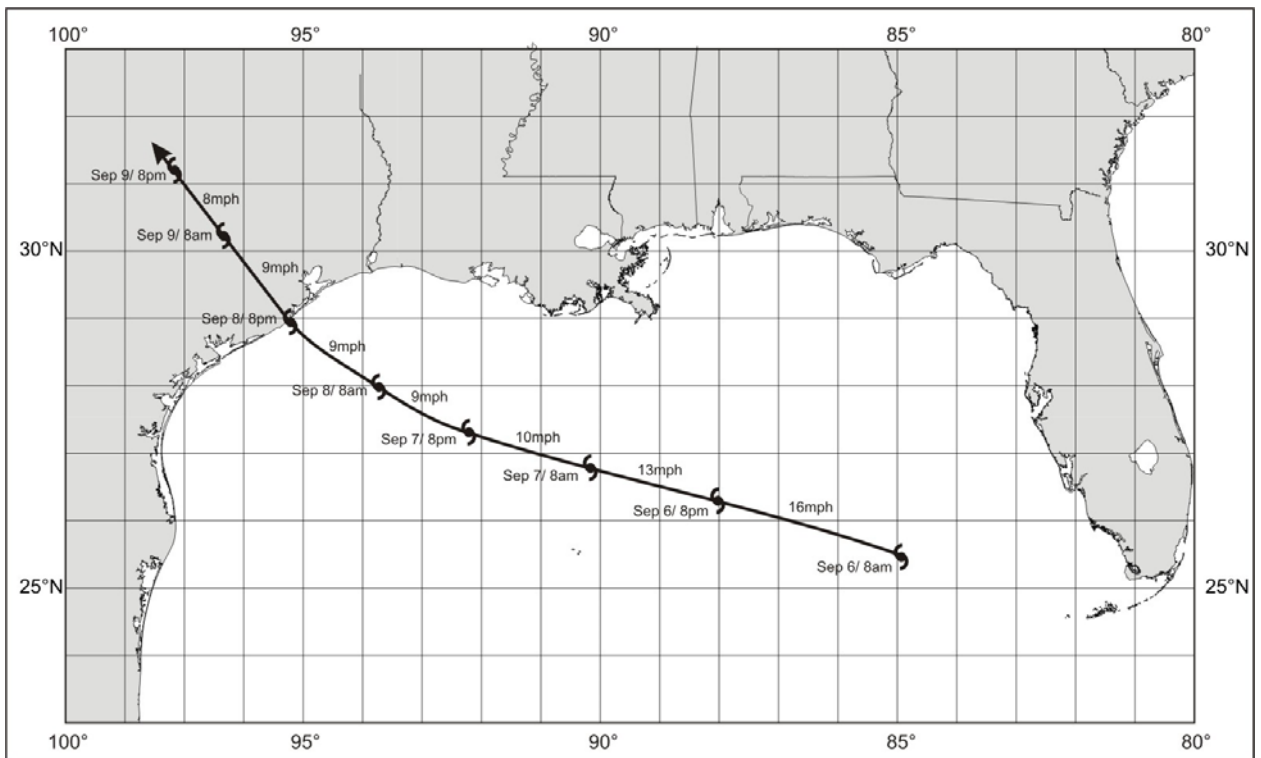 100° 95° 90° 85° 80°
Sep 9/ 8pm
8mph
Sep 9/ 8am
30°N 30°N
9mph
Sep 8/ 8pm
9mph
Sep 8/ 8am
9mph
Sep 7/ 8pm
10mph
Sep 7/ 8am
13mph
Sep 6/ 8pm
16mph
Sep 6/ 8am
25°N 25°N
100° 95° 90° 85° 80°